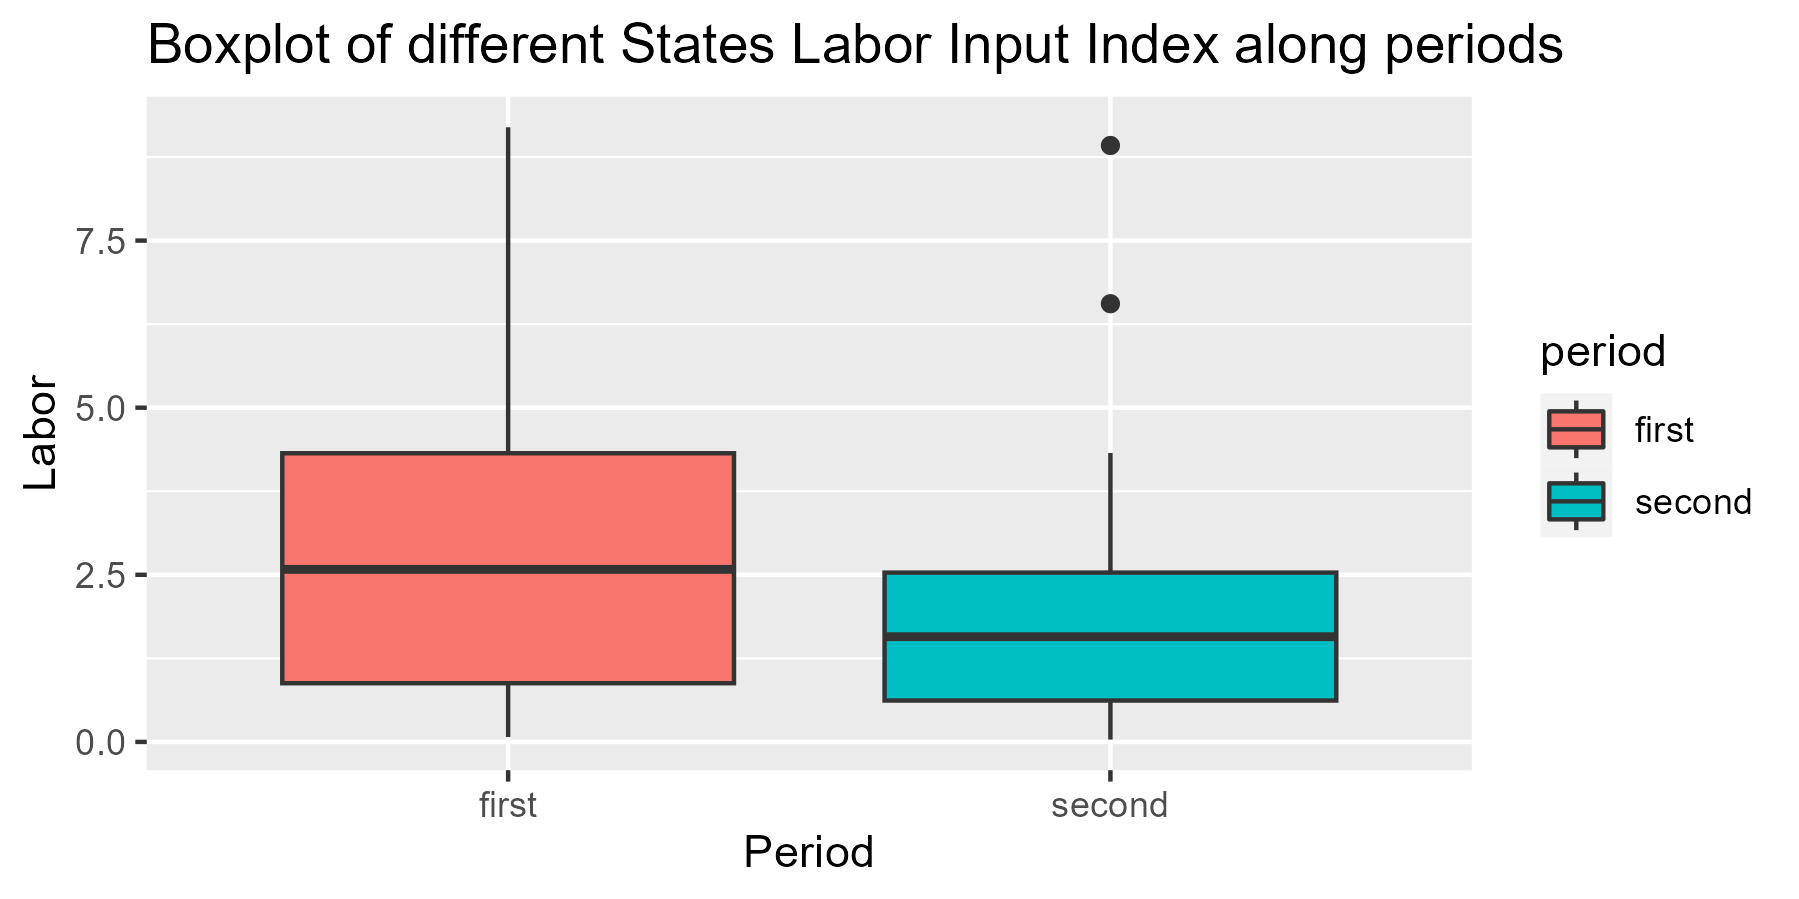 Boxplot of different States Labor Input Index along periods
Labor
7.5
5.0
2.5
0.0
first
second
Period
period
first
second